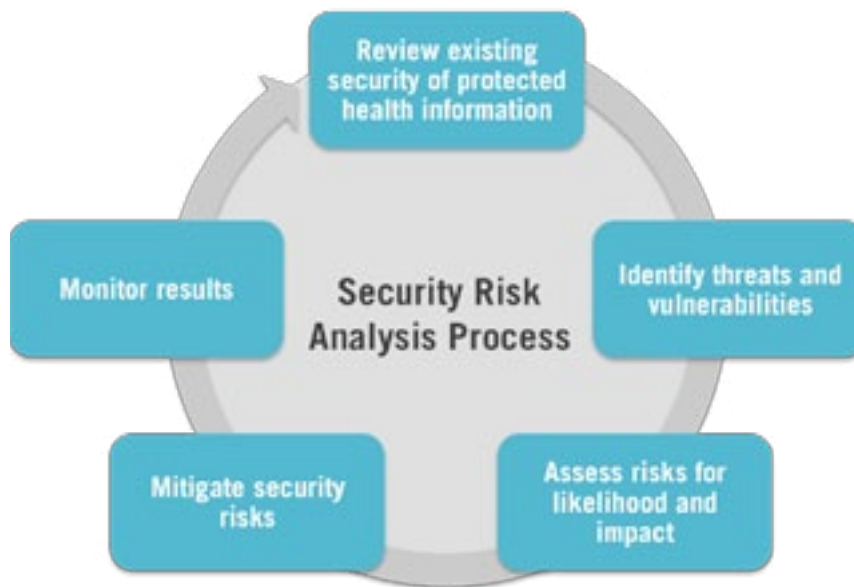 Review existing
security of protected
health information
Identify threats and
vulnerabilities
Assess risks for
likelihood and
impact
Mitigate security
risks
Monitor results
Security Risk
Analysis Process